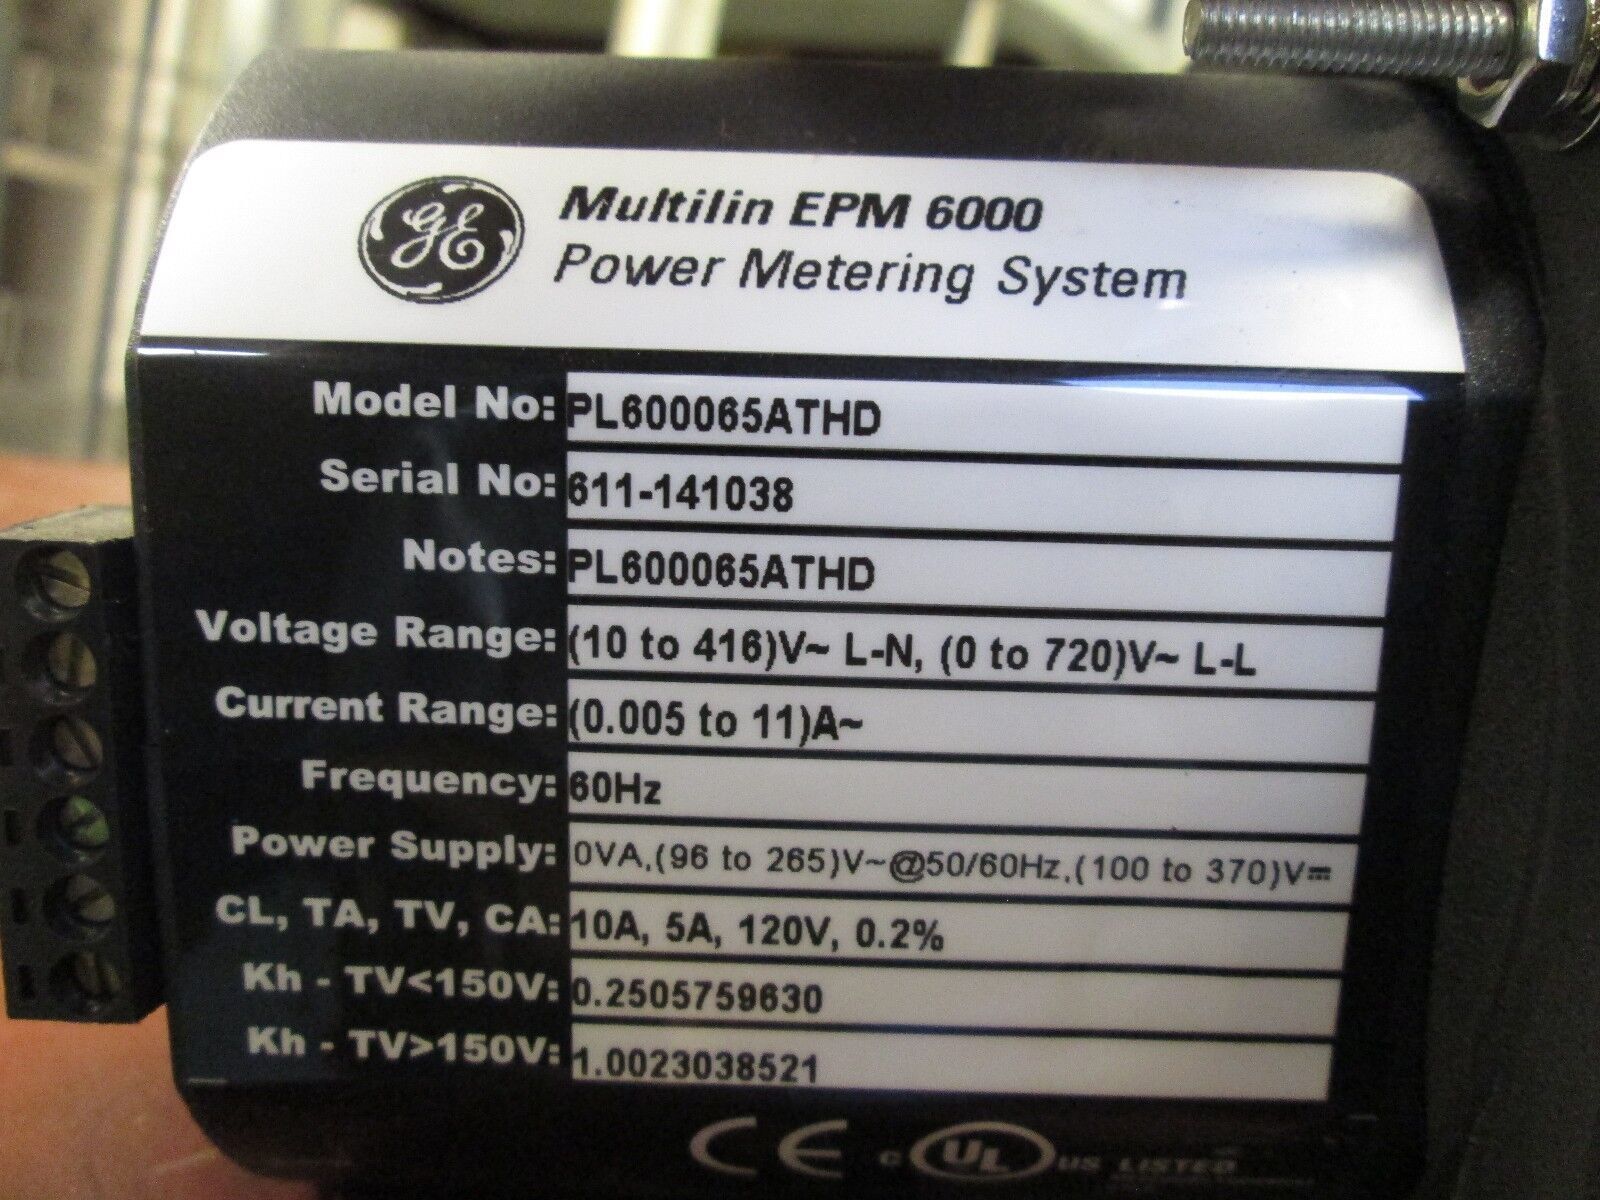 GE Multilin EPM 6000
Power Metering System
Model No: PL600065ATHD
Serial No: 611-141038
Notes: PL600065ATHD
Voltage Range: (10 to 416)V~ L-N, (0 to 720)V~ L-L
Current Range: (0.005 to 11)A~
Frequency: 60Hz
Power Supply: 0VA,(96 to 265)V~@50/60Hz,(100 to 370)V⎓
CL, TA, TV, CA: 10A, 5A, 120V, 0.2%
Kh - TV<150V: 0.2505759630
Kh - TV>150V: 1.0023038521
CE c UL US LISTED